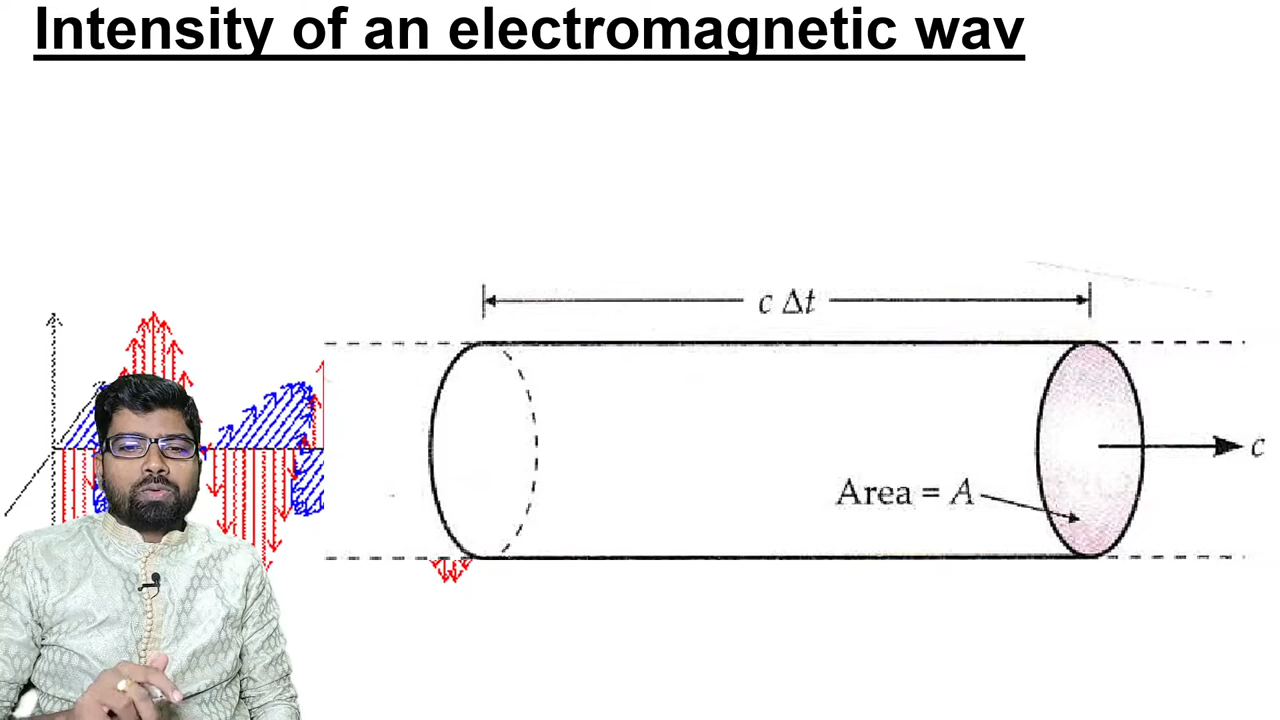 Intensity of an electromagnetic wav
c Δt
c
Area = A